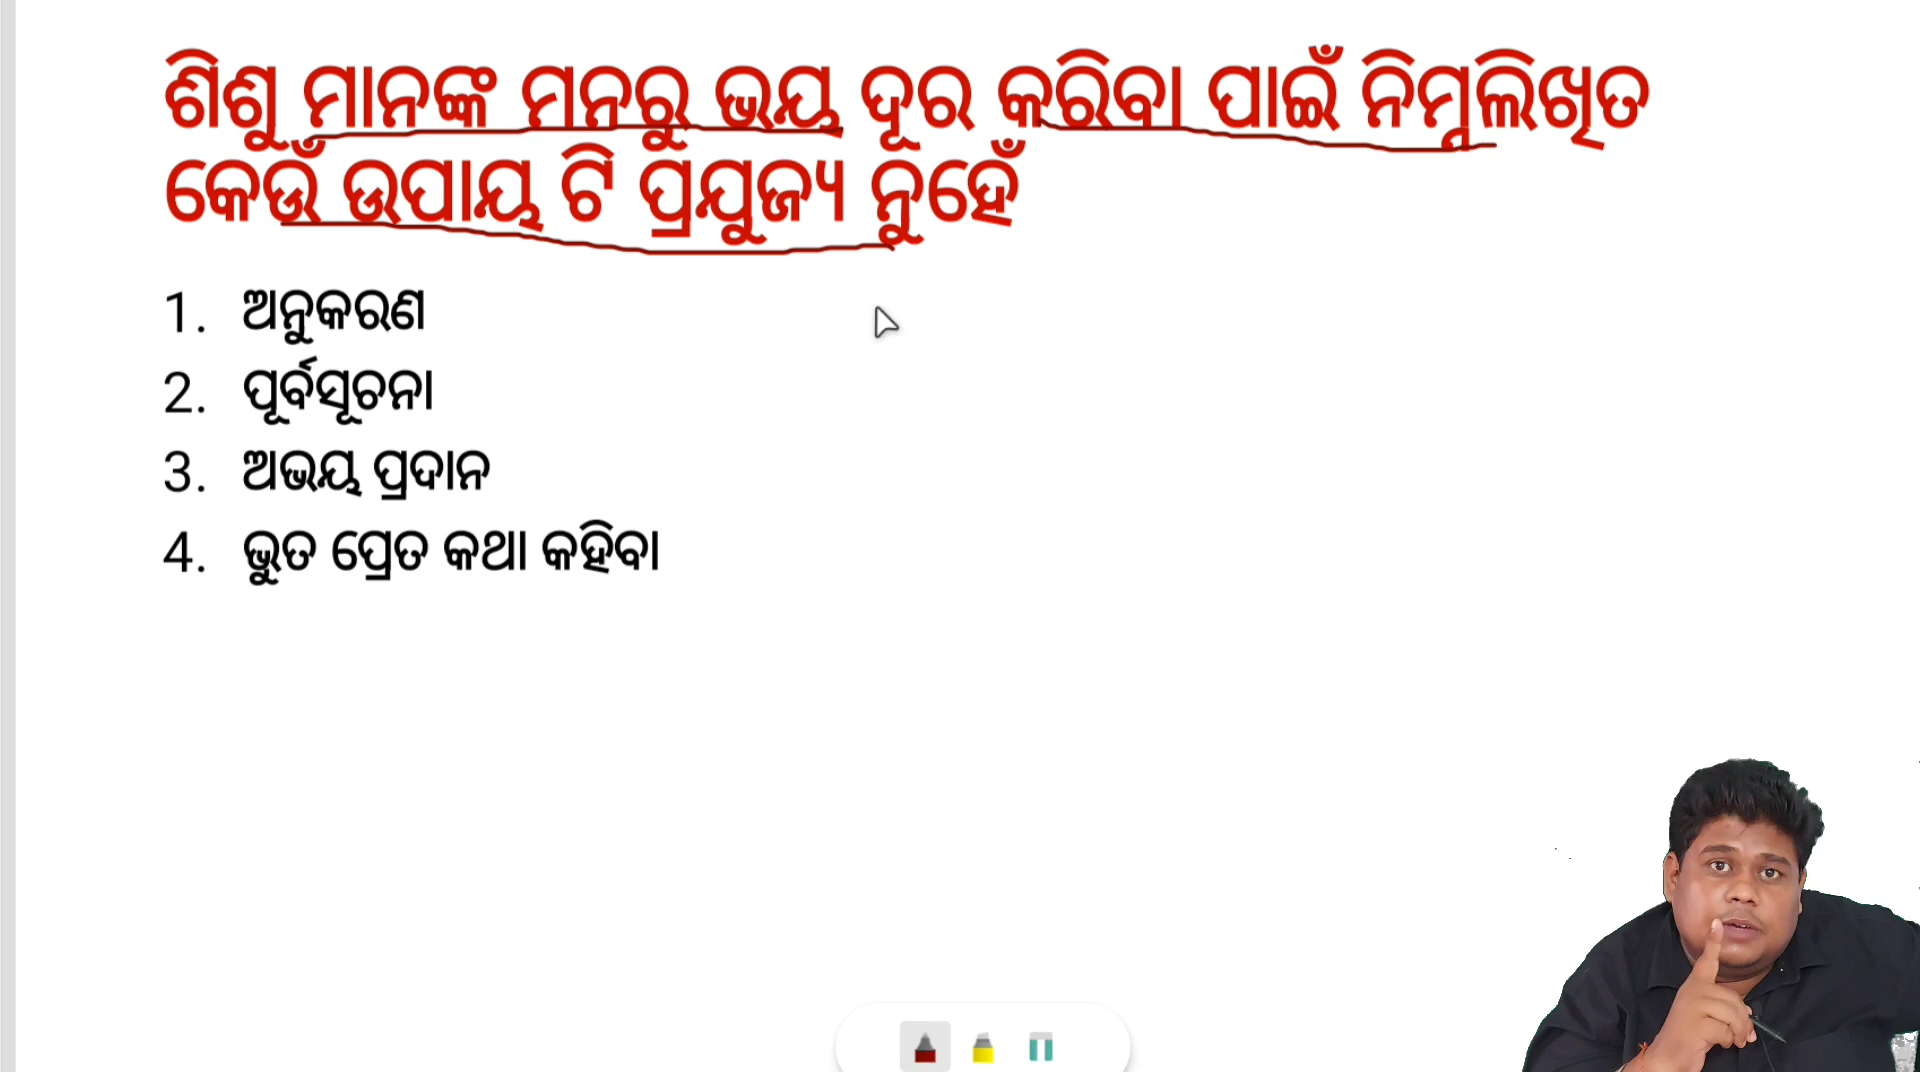 ଶିଶୁ ମାନଙ୍କ ମନରୁ ଭୟ ଦୂର କରିବା ପାଇଁ ନିମ୍ନଲିଖିତ
କେଉଁ ଉପାୟ ଟି ପ୍ରଯୁଜ୍ୟ ନୁହେଁ
1. ଅନୁକରଣ
2. ପୂର୍ବସୂଚନା
3. ଅଭୟ ପ୍ରଦାନ
4. ଭୁତ ପ୍ରେତ କଥା କହିବା